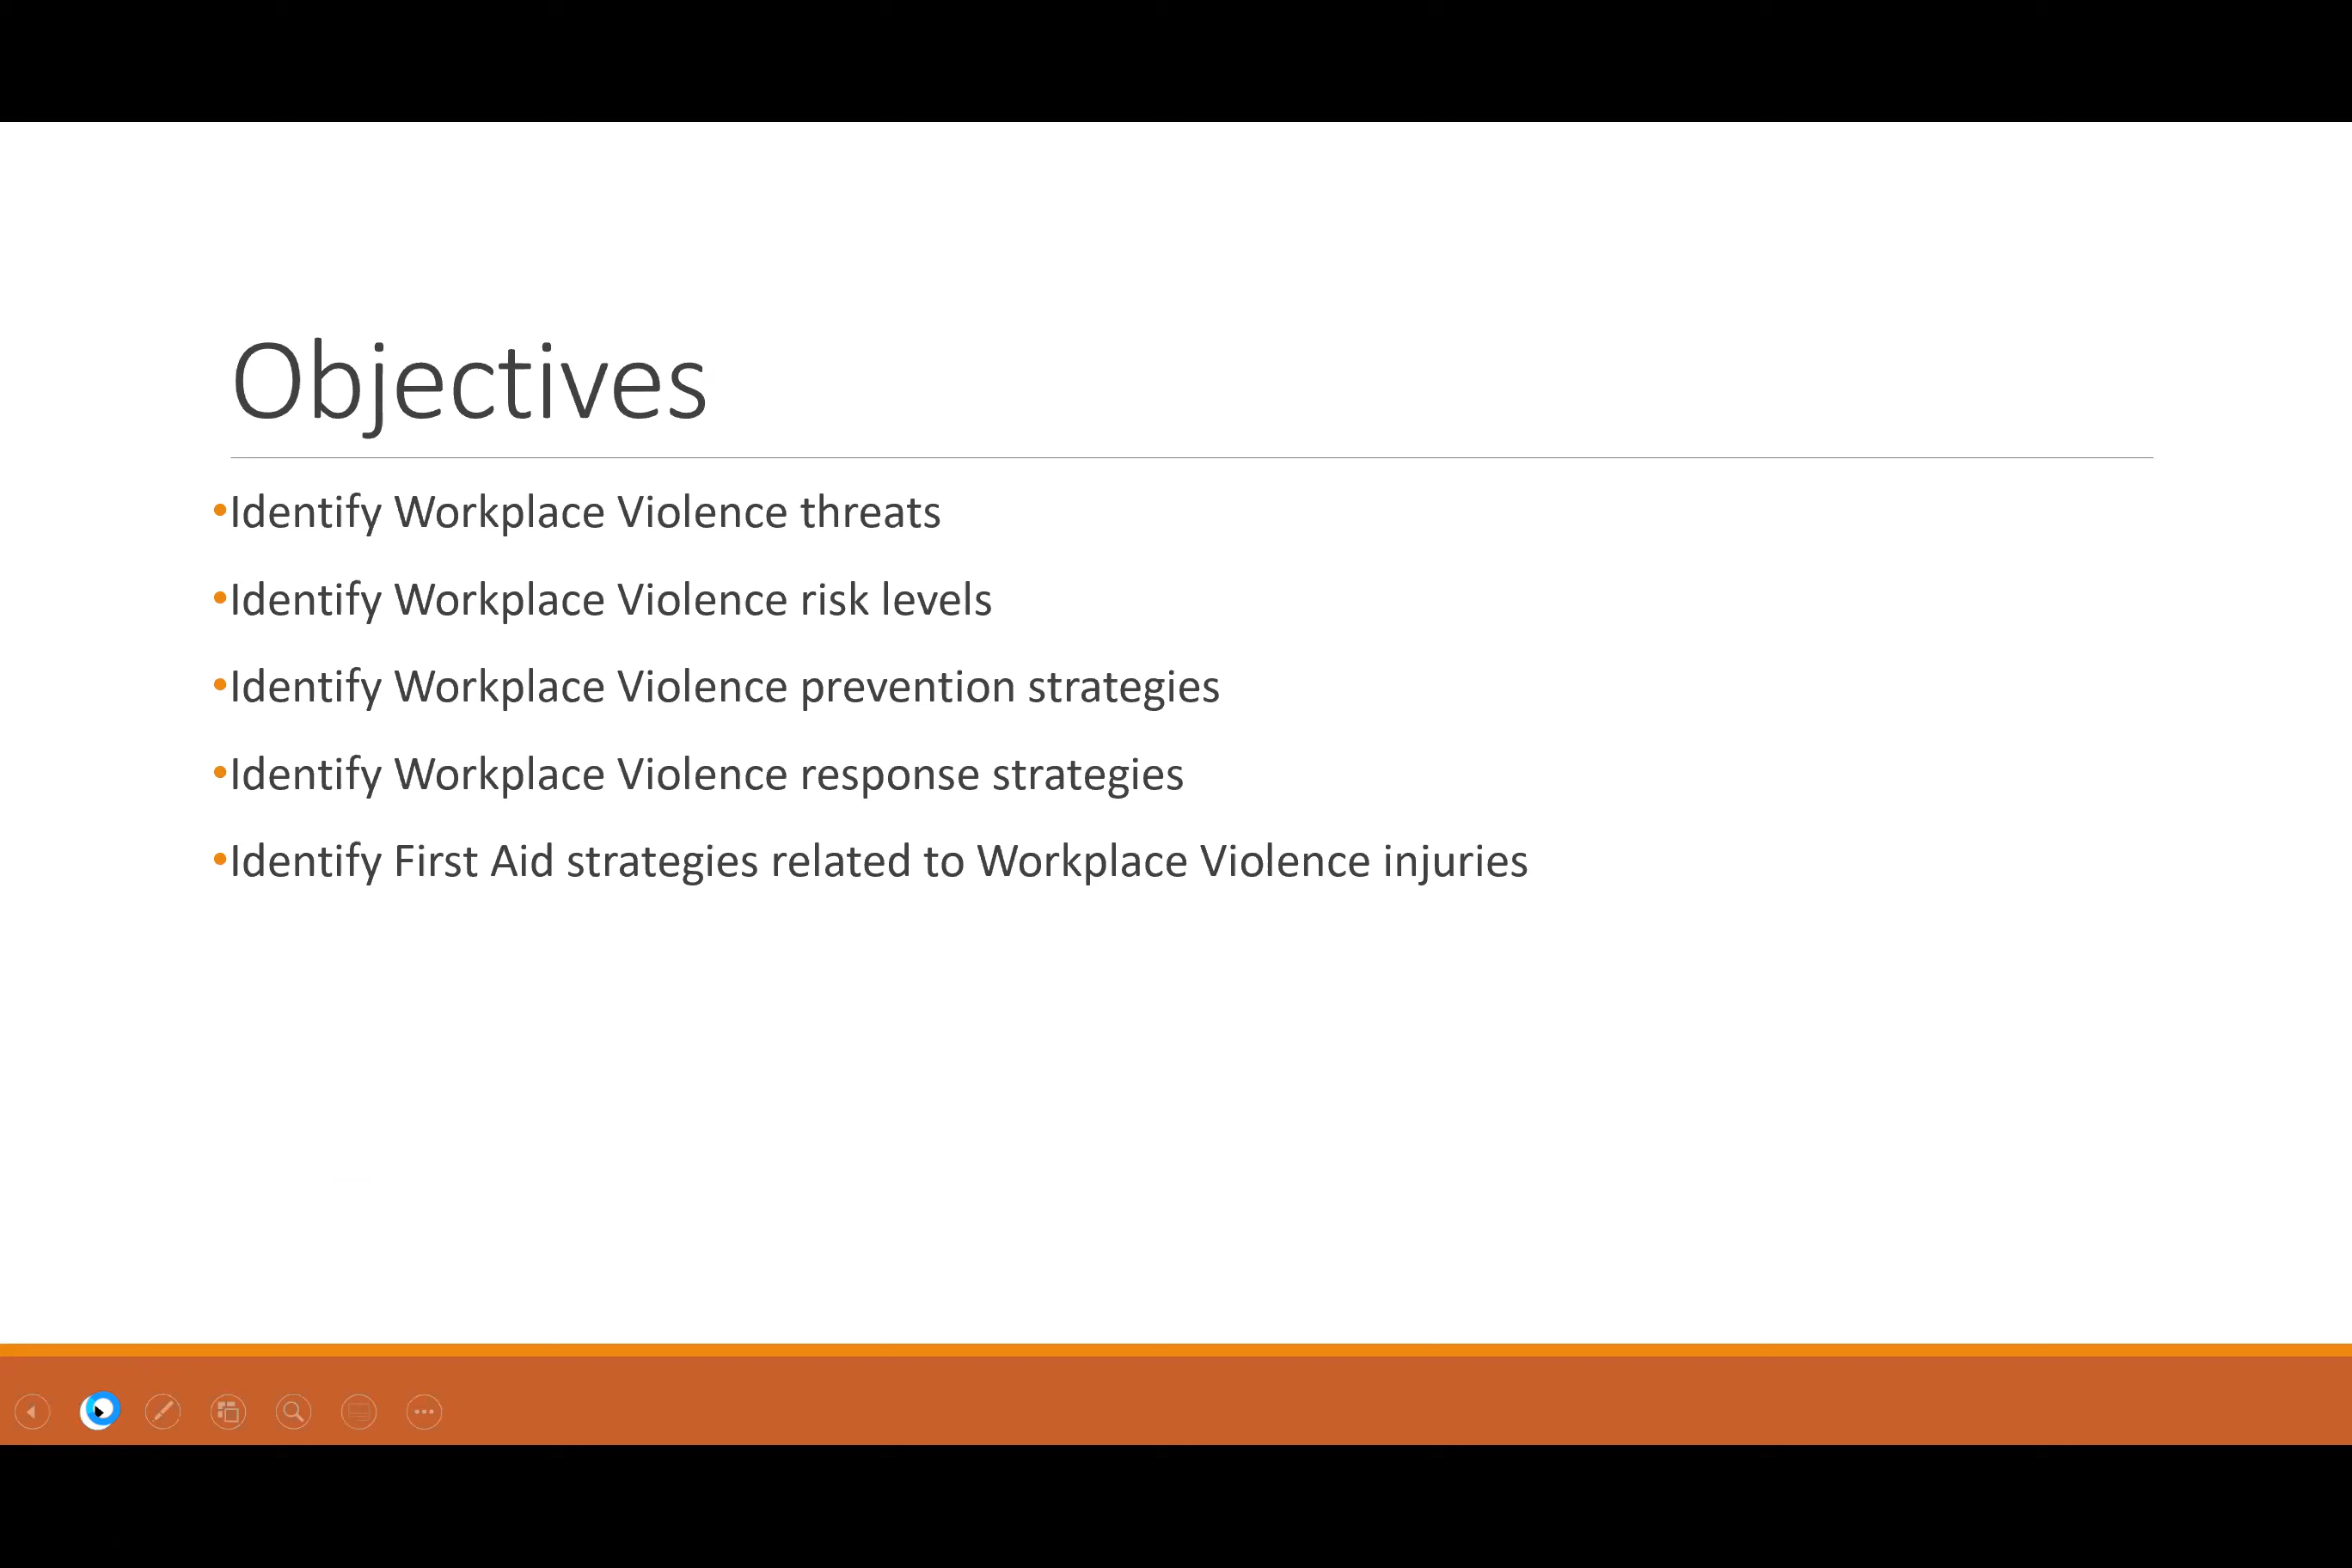 Objectives
•Identify Workplace Violence threats
•Identify Workplace Violence risk levels
•Identify Workplace Violence prevention strategies
•Identify Workplace Violence response strategies
•Identify First Aid strategies related to Workplace Violence injuries